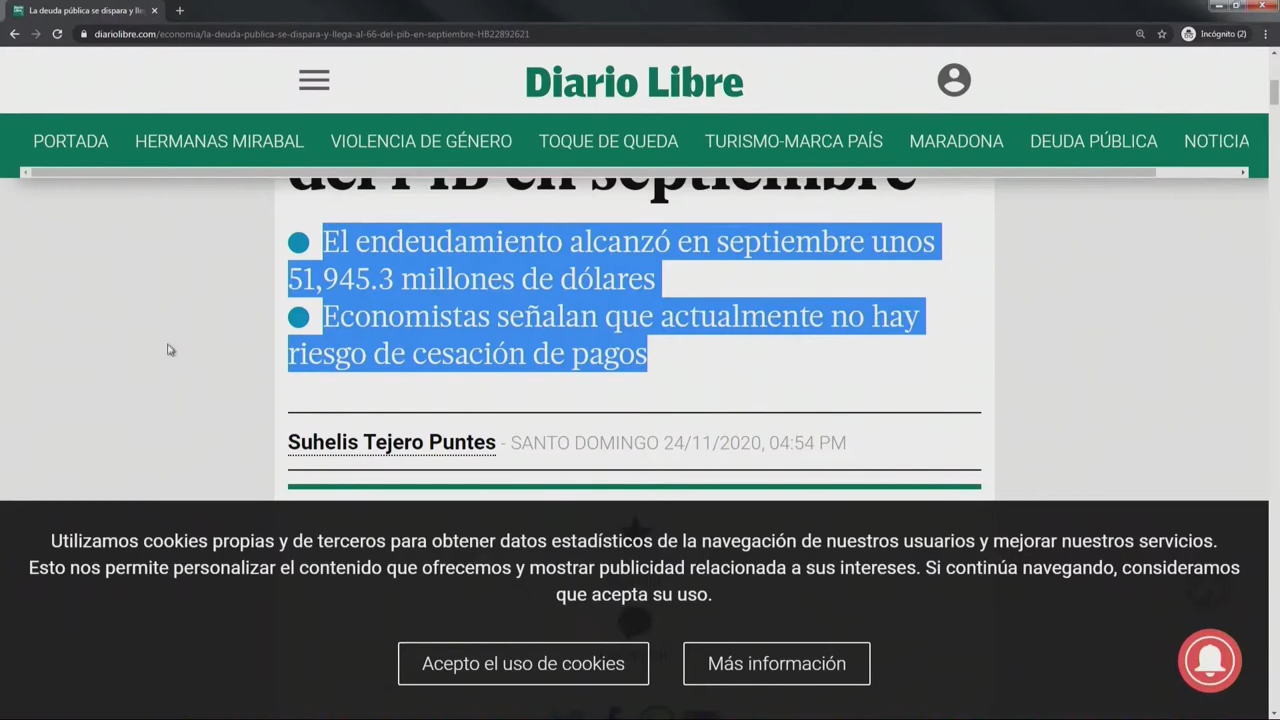 La deuda pública se dispara y lle
diariolibre.com/economia/la-deuda-publica-se-dispara-y-llega-al-66-del-pib-en-septiembre-HB22892621
Incógnito (2)
Diario Libre
PORTADA HERMANAS MIRABAL VIOLENCIA DE GÉNERO TOQUE DE QUEDA TURISMO-MARCA PAÍS MARADONA DEUDA PÚBLICA NOTICIA
del PIB en septiembre
El endeudamiento alcanzó en septiembre unos
51,945.3 millones de dólares
Economistas señalan que actualmente no hay
riesgo de cesación de pagos
Suhelis Tejero Puntes - SANTO DOMINGO 24/11/2020, 04:54 PM
Utilizamos cookies propias y de terceros para obtener datos estadísticos de la navegación de nuestros usuarios y mejorar nuestros servicios.
Esto nos permite personalizar el contenido que ofrecemos y mostrar publicidad relacionada a sus intereses. Si continúa navegando, consideramos
que acepta su uso.
Acepto el uso de cookies
Más información